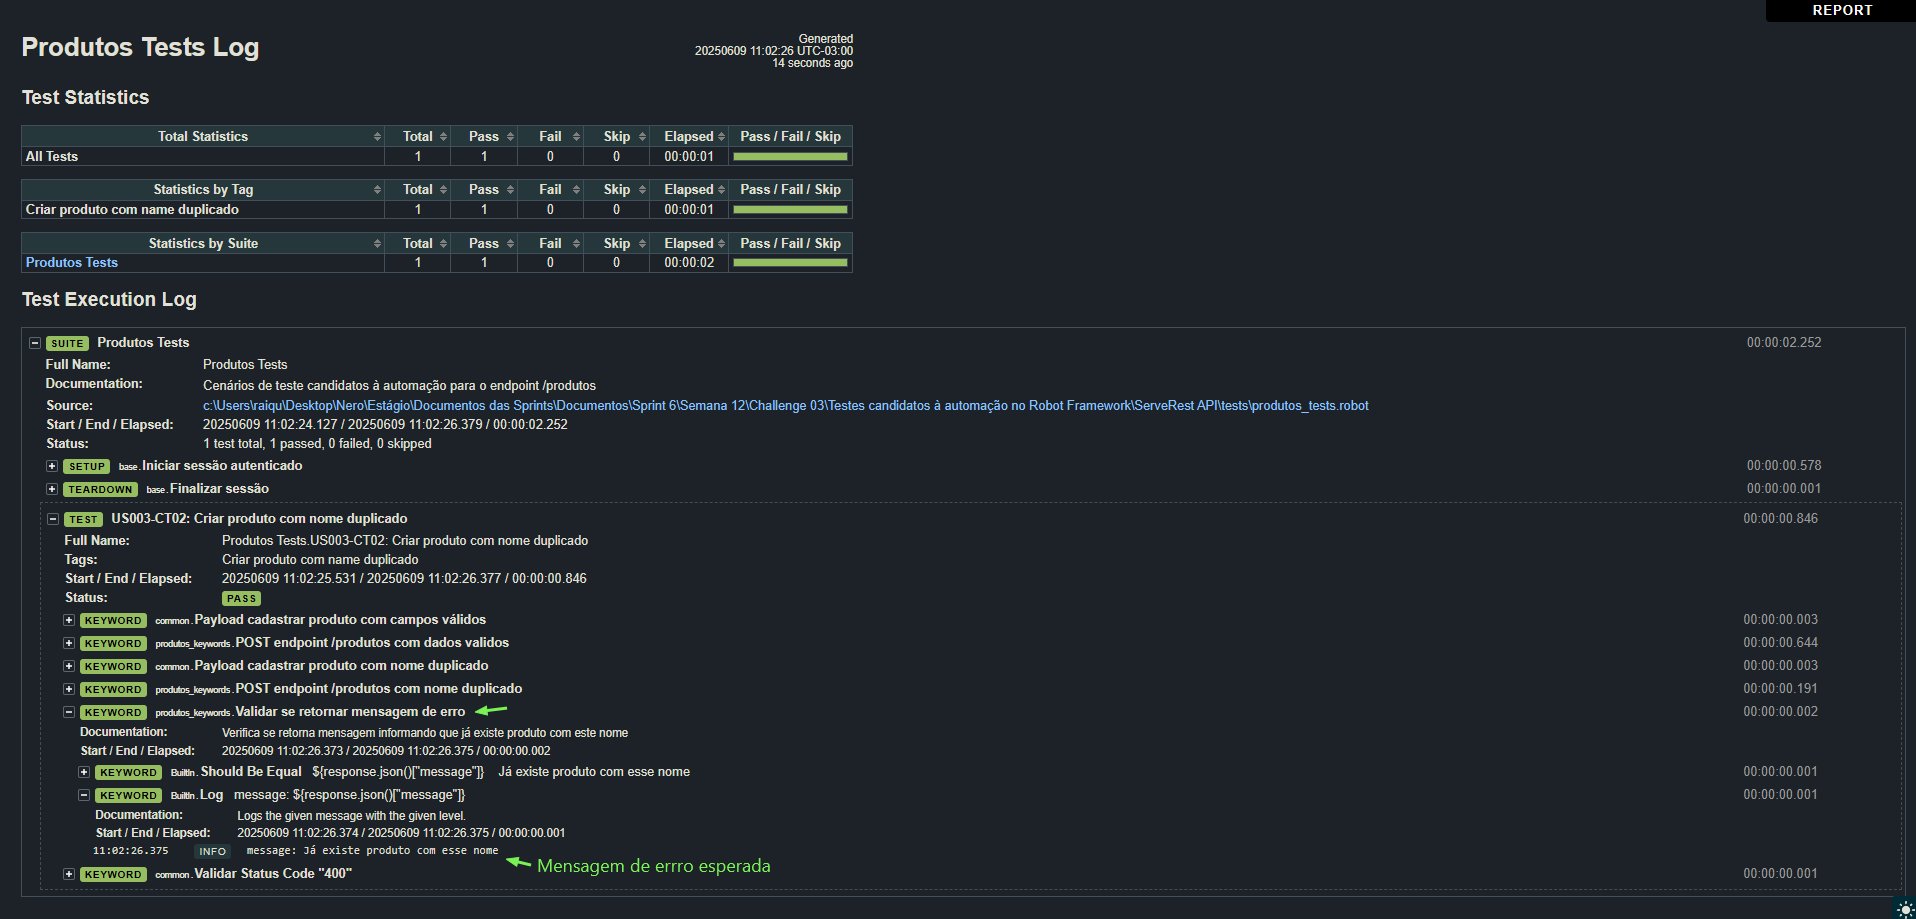 REPORT
Produtos Tests Log
Generated
20250609 11:02:26 UTC-03:00
14 seconds ago
Test Statistics
Total Statistics Total Pass Fail Skip Elapsed Pass / Fail / Skip
All Tests 1 1 0 0 00:00:01
Statistics by Tag Total Pass Fail Skip Elapsed Pass / Fail / Skip
Criar produto com name duplicado 1 1 0 0 00:00:01
Statistics by Suite Total Pass Fail Skip Elapsed Pass / Fail / Skip
Produtos Tests 1 1 0 0 00:00:02
Test Execution Log
SUITE Produtos Tests 00:00:02.252
Full Name: Produtos Tests
Documentation: Cenários de teste candidatos à automação para o endpoint /produtos
Source: c:\Users\raiqu\Desktop\Nero\Estágio\Documentos das Sprints\Documentos\Sprint 6\Semana 12\Challenge 03\Testes candidatos à automação no Robot Framework\ServeRest API\tests\produtos_tests.robot
Start / End / Elapsed: 20250609 11:02:24.127 / 20250609 11:02:26.379 / 00:00:02.252
Status: 1 test total, 1 passed, 0 failed, 0 skipped
SETUP base.Iniciar sessão autenticado 00:00:00.578
TEARDOWN base.Finalizar sessão 00:00:00.001
TEST US003-CT02: Criar produto com nome duplicado 00:00:00.846
Full Name: Produtos Tests.US003-CT02: Criar produto com nome duplicado
Tags: Criar produto com name duplicado
Start / End / Elapsed: 20250609 11:02:25.531 / 20250609 11:02:26.377 / 00:00:00.846
Status: PASS
KEYWORD common.Payload cadastrar produto com campos válidos 00:00:00.003
KEYWORD produtos_keywords.POST endpoint /produtos com dados validos 00:00:00.644
KEYWORD common.Payload cadastrar produto com nome duplicado 00:00:00.003
KEYWORD produtos_keywords.POST endpoint /produtos com nome duplicado 00:00:00.191
KEYWORD produtos_keywords.Validar se retornar mensagem de erro 00:00:00.002
Documentation: Verifica se retorna mensagem informando que já existe produto com este nome
Start / End / Elapsed: 20250609 11:02:26.373 / 20250609 11:02:26.375 / 00:00:00.002
KEYWORD BuiltIn.Should Be Equal ${response.json()["message"]} Já existe produto com esse nome 00:00:00.001
KEYWORD BuiltIn.Log message: ${response.json()["message"]} 00:00:00.001
Documentation: Logs the given message with the given level.
Start / End / Elapsed: 20250609 11:02:26.374 / 20250609 11:02:26.375 / 00:00:00.001
11:02:26.375 INFO message: Já existe produto com esse nome
Mensagem de errro esperada
KEYWORD common.Validar Status Code "400" 00:00:00.001